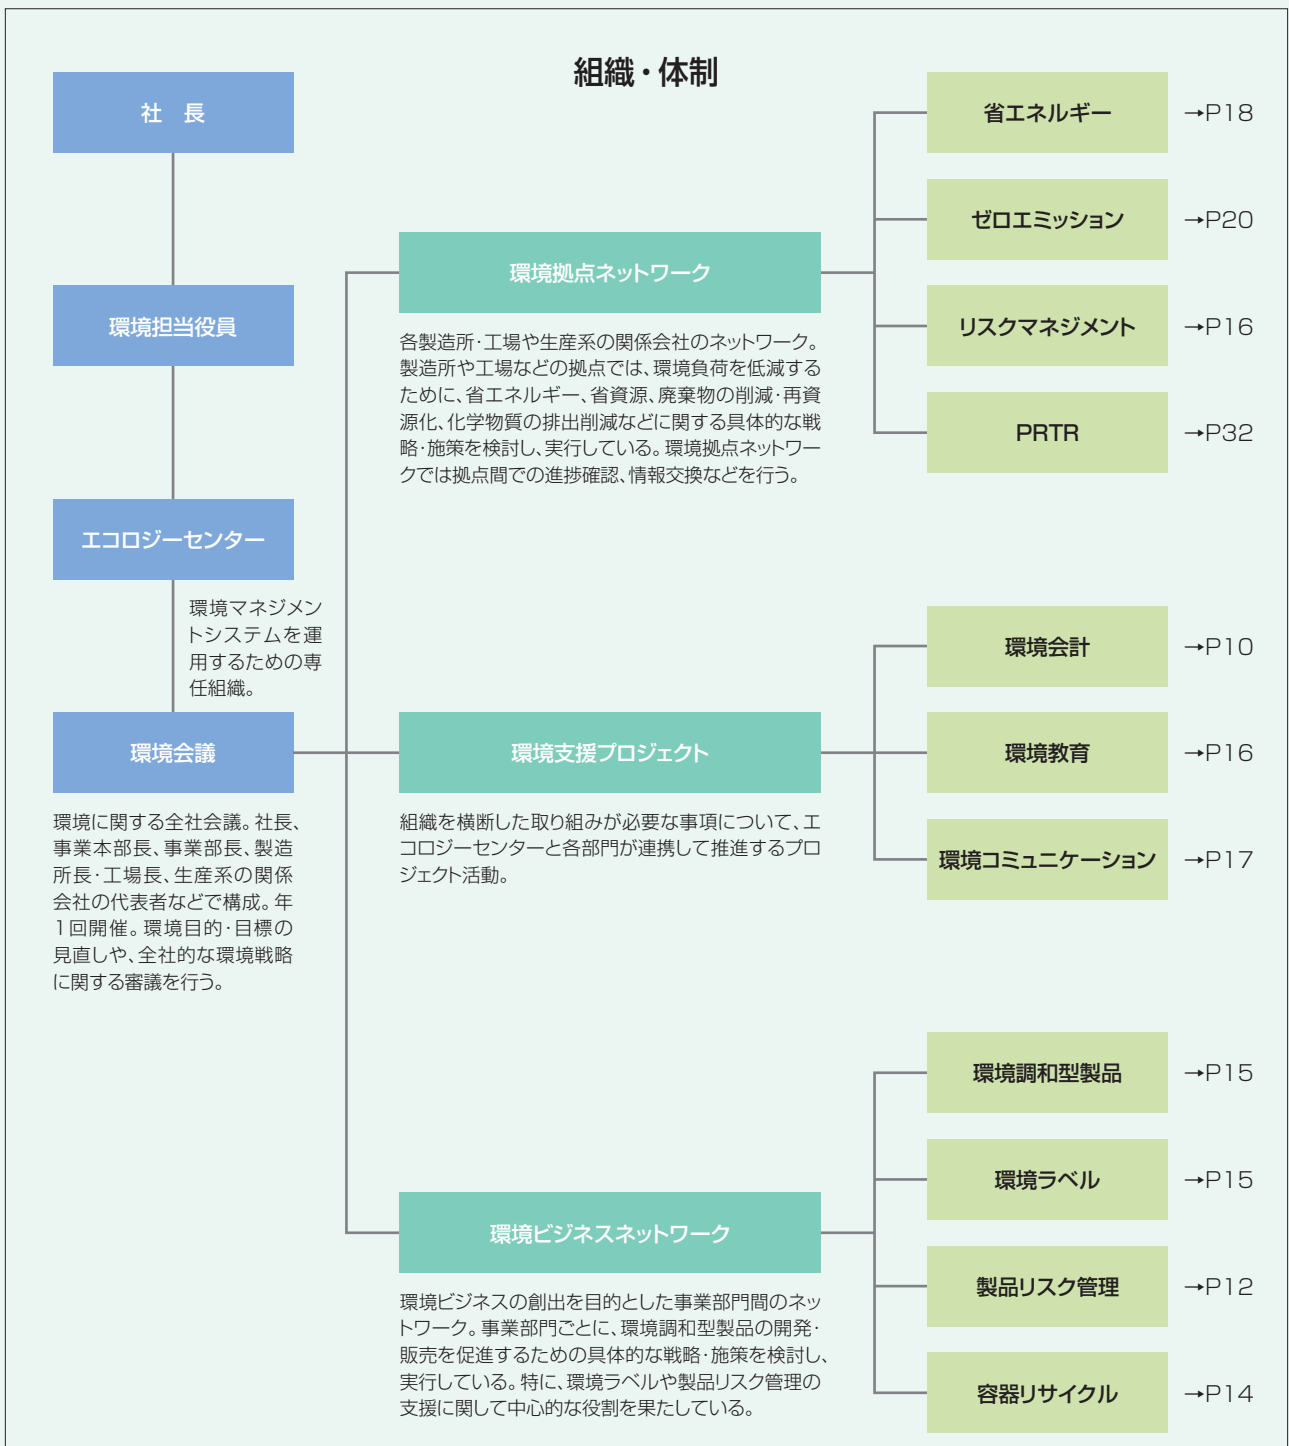 組織・体制
社　長
環境担当役員
エコロジーセンター
環境マネジメン
トシステムを運
用するための専
任組織。
環境会議
環境に関する全社会議。社長、
事業本部長、事業部長、製造
所長・工場長、生産系の関係
会社の代表者などで構成。年
1回開催。環境目的・目標の
見直しや、全社的な環境戦略
に関する審議を行う。
環境拠点ネットワーク
各製造所・工場や生産系の関係会社のネットワーク。
製造所や工場などの拠点では、環境負荷を低減する
ために、省エネルギー、省資源、廃棄物の削減・再資
源化、化学物質の排出削減などに関する具体的な戦
略・施策を検討し、実行している。環境拠点ネットワー
クでは拠点間での進捗確認、情報交換などを行う。
省エネルギー →P18
ゼロエミッション →P20
リスクマネジメント →P16
PRTR →P32
環境支援プロジェクト
組織を横断した取り組みが必要な事項について、エ
コロジーセンターと各部門が連携して推進するプロ
ジェクト活動。
環境会計 →P10
環境教育 →P16
環境コミュニケーション →P17
環境ビジネスネットワーク
環境ビジネスの創出を目的とした事業部門間のネッ
トワーク。事業部門ごとに、環境調和型製品の開発・
販売を促進するための具体的な戦略・施策を検討し、
実行している。特に、環境ラベルや製品リスク管理の
支援に関して中心的な役割を果たしている。
環境調和型製品 →P15
環境ラベル →P15
製品リスク管理 →P12
容器リサイクル →P14